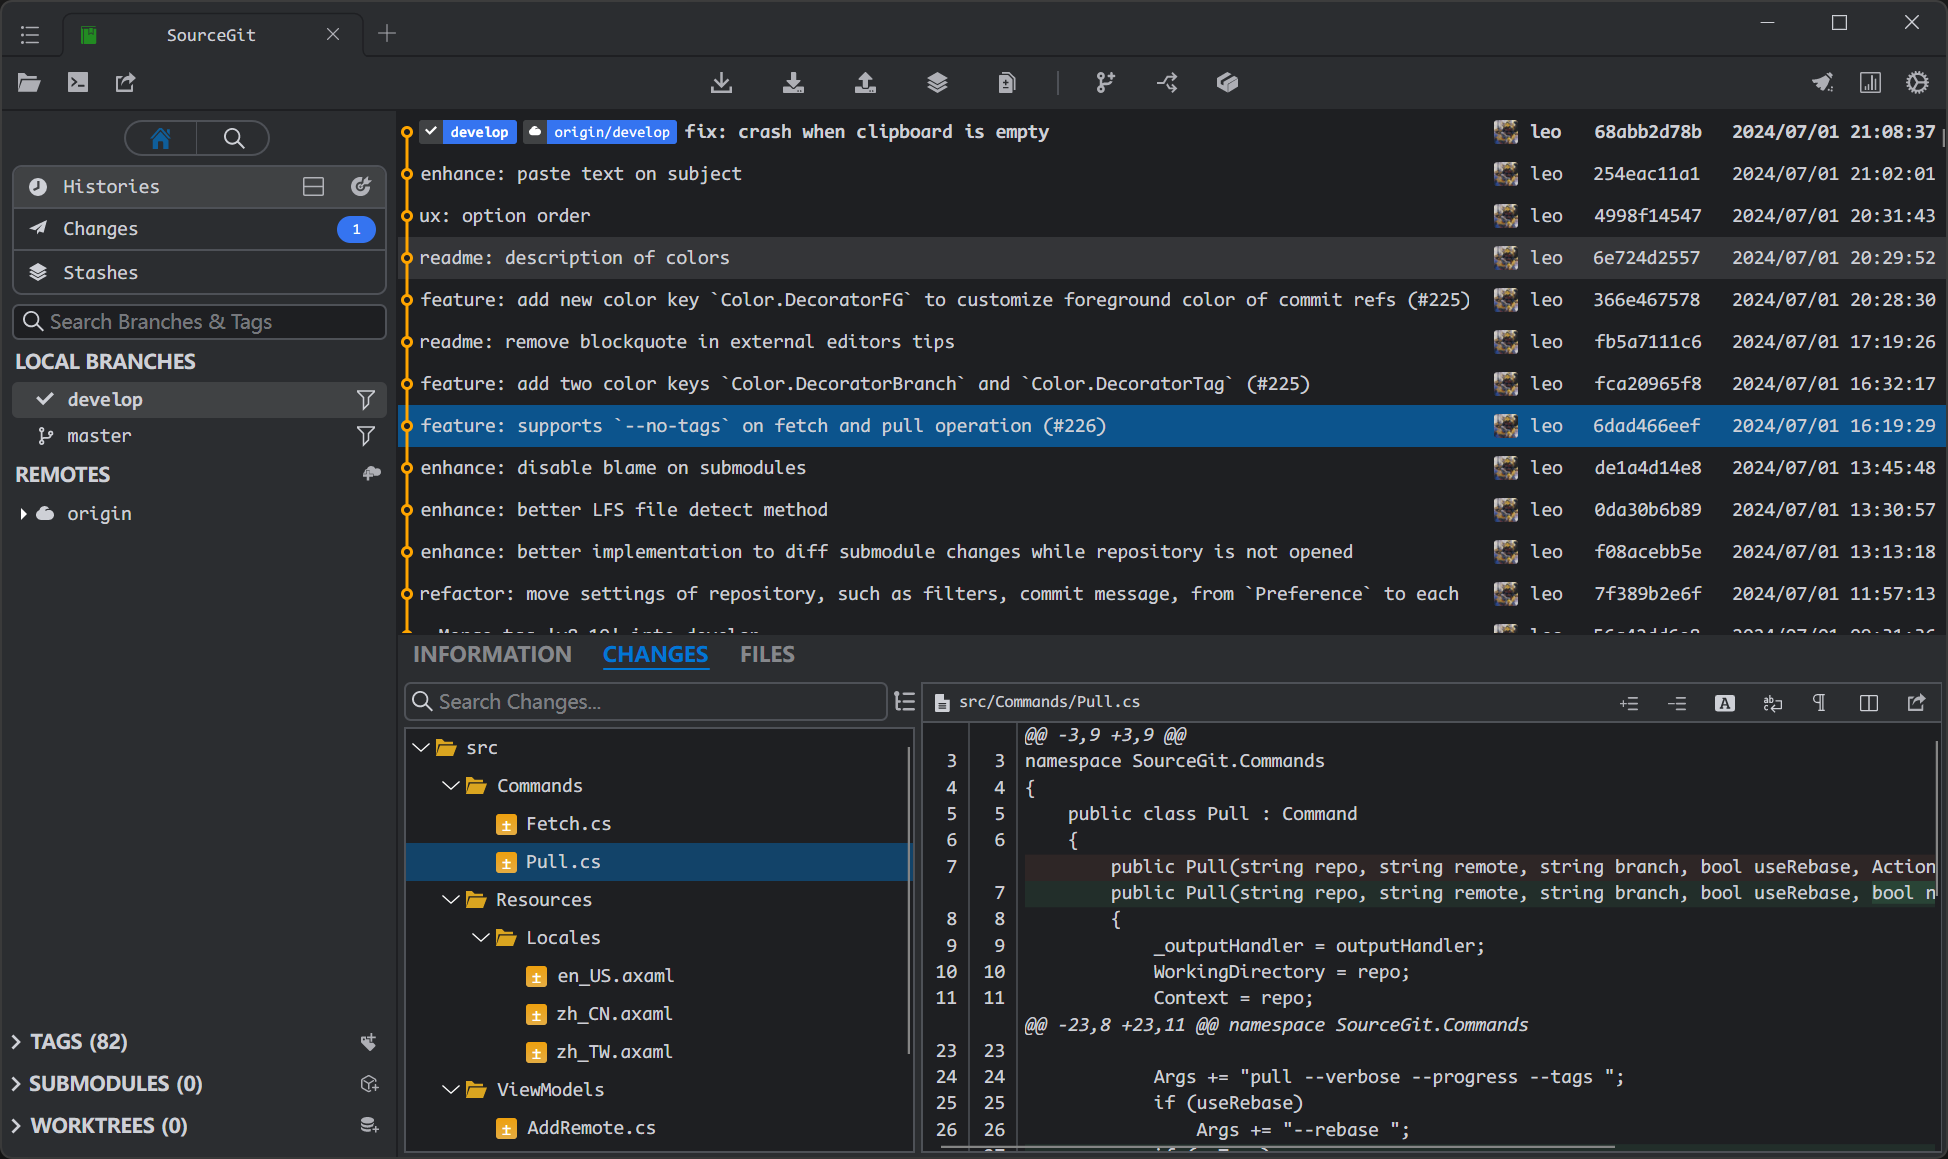 SourceGit
Histories
Changes 1
Stashes
Search Branches & Tags
LOCAL BRANCHES
develop
master
REMOTES
origin
TAGS (82)
SUBMODULES (0)
WORKTREES (0)
develop origin/develop fix: crash when clipboard is empty leo 68abb2d78b 2024/07/01 21:08:37
enhance: paste text on subject leo 254eac11a1 2024/07/01 21:02:01
ux: option order leo 4998f14547 2024/07/01 20:31:43
readme: description of colors leo 6e724d2557 2024/07/01 20:29:52
feature: add new color key `Color.DecoratorFG` to customize foreground color of commit refs (#225) leo 366e467578 2024/07/01 20:28:30
readme: remove blockquote in external editors tips leo fb5a7111c6 2024/07/01 17:19:26
feature: add two color keys `Color.DecoratorBranch` and `Color.DecoratorTag` (#225) leo fca20965f8 2024/07/01 16:32:17
feature: supports `--no-tags` on fetch and pull operation (#226) leo 6dad466eef 2024/07/01 16:19:29
enhance: disable blame on submodules leo de1a4d14e8 2024/07/01 13:45:48
enhance: better LFS file detect method leo 0da30b6b89 2024/07/01 13:30:57
enhance: better implementation to diff submodule changes while repository is not opened leo f08acebb5e 2024/07/01 13:13:18
refactor: move settings of repository, such as filters, commit message, from `Preference` to each leo 7f389b2e6f 2024/07/01 11:57:13
INFORMATION CHANGES FILES
Search Changes...
src
Commands
Fetch.cs
Pull.cs
Resources
Locales
en_US.axaml
zh_CN.axaml
zh_TW.axaml
ViewModels
AddRemote.cs
src/Commands/Pull.cs
@@ -3,9 +3,9 @@
3 3 namespace SourceGit.Commands
4 4 {
5 5 public class Pull : Command
6 6 {
7 public Pull(string repo, string remote, string branch, bool useRebase, Action
7 public Pull(string repo, string remote, string branch, bool useRebase, bool n
8 8 {
9 9 _outputHandler = outputHandler;
10 10 WorkingDirectory = repo;
11 11 Context = repo;
@@ -23,8 +23,11 @@ namespace SourceGit.Commands
23 23
24 24 Args += "pull --verbose --progress --tags ";
25 25 if (useRebase)
26 26 Args += "--rebase ";